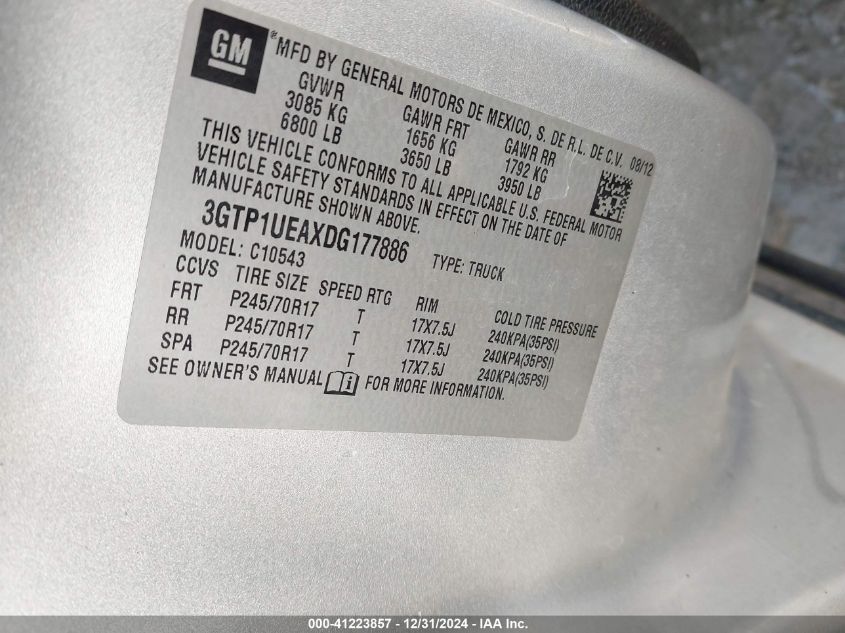 GM
®MFD BY GENERAL MOTORS DE MEXICO, S. DE R.L. DE C.V. 08/12
GVWR GAWR FRT GAWR RR
3085 KG 1656 KG 1792 KG
6800 LB 3650 LB 3950 LB
THIS VEHICLE CONFORMS TO ALL APPLICABLE U.S. FEDERAL MOTOR
VEHICLE SAFETY STANDARDS IN EFFECT ON THE DATE OF
MANUFACTURE SHOWN ABOVE.
3GTP1UEAXDG177886 TYPE: TRUCK
MODEL: C10543
CCVS TIRE SIZE SPEED RTG RIM COLD TIRE PRESSURE
FRT P245/70R17 T 17X7.5J 240KPA(35PSI)
RR P245/70R17 T 17X7.5J 240KPA(35PSI)
SPA P245/70R17 T 17X7.5J 240KPA(35PSI)
SEE OWNER'S MANUAL FOR MORE INFORMATION.
000-41223857 - 12/31/2024 - IAA Inc.